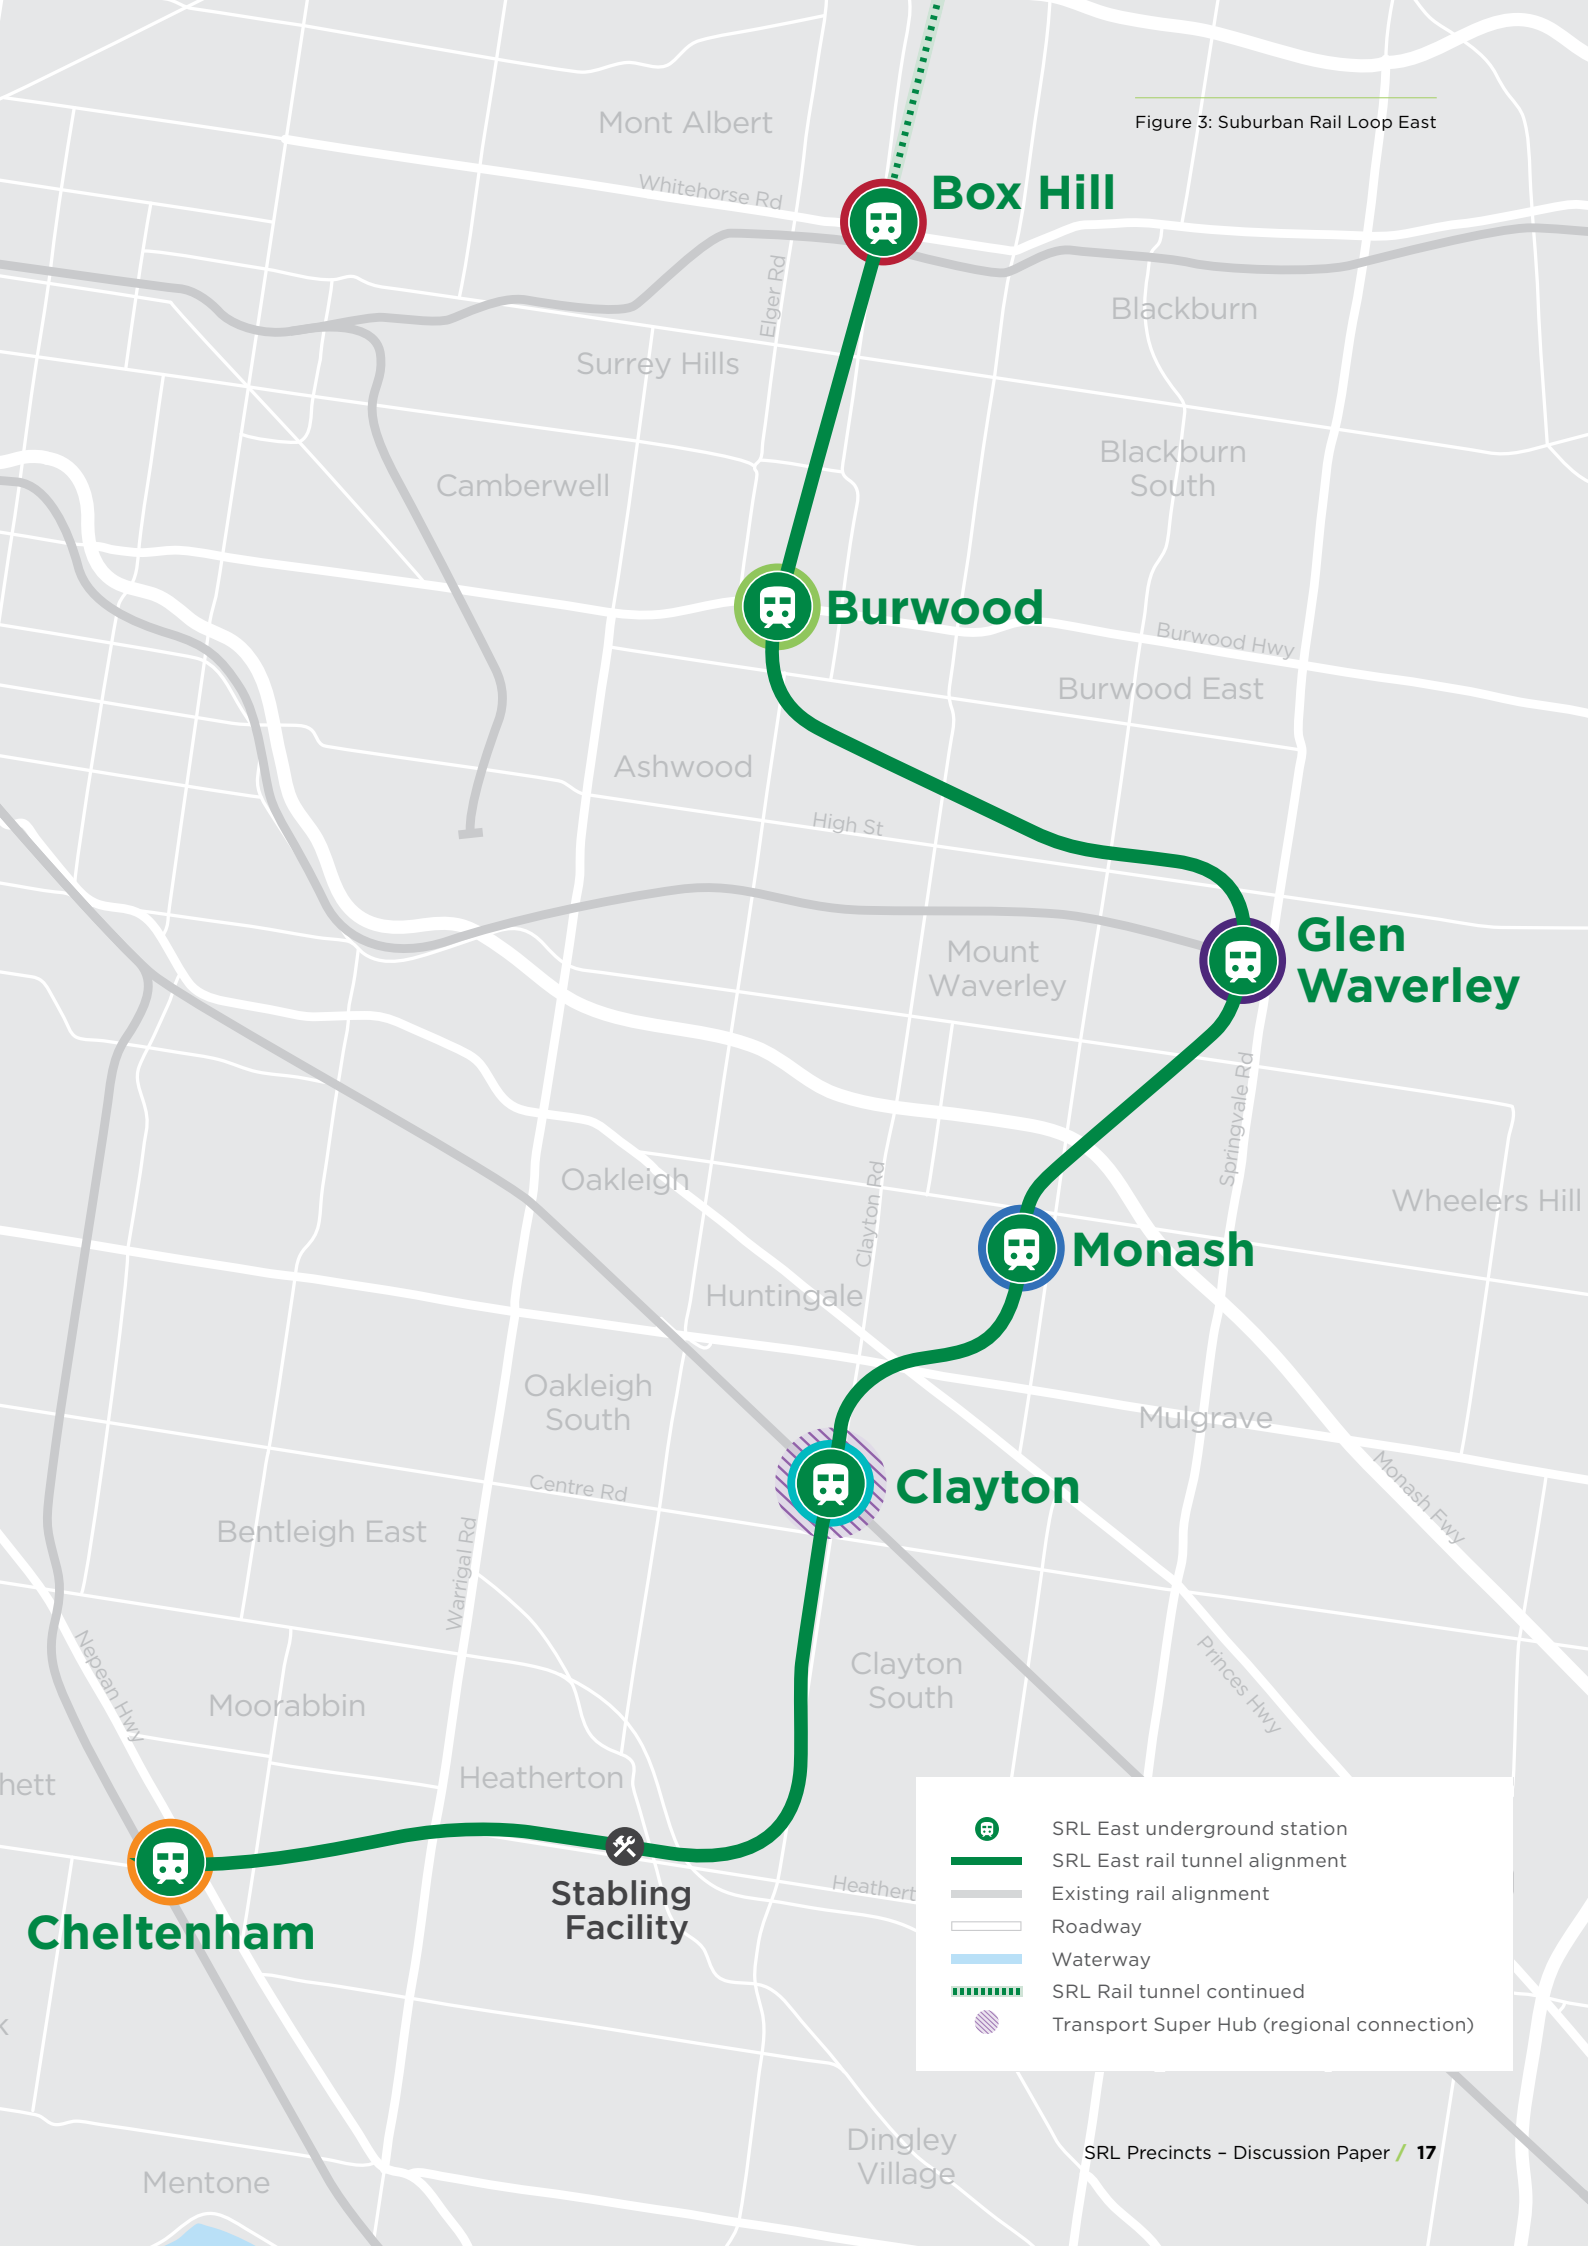 Figure 3: Suburban Rail Loop East
Mont Albert
Whitehorse Rd
Box Hill
Elger Rd
Blackburn
Surrey Hills
Blackburn
South
Camberwell
Burwood
Burwood Hwy
Burwood East
Ashwood
High St
Glen
Waverley
Mount
Waverley
Springvale Rd
Oakleigh
Clayton Rd
Wheelers Hill
Monash
Huntingale
Oakleigh
South
Mulgrave
Monash Fwy
Centre Rd
Clayton
Bentleigh East
Warrigal Rd
Nepean Hwy
Clayton
South
Princes Hwy
Moorabbin
Heatherton
hett
Stabling
Facility
Heathert
Cheltenham
k
SRL East underground station
SRL East rail tunnel alignment
Existing rail alignment
Roadway
Waterway
SRL Rail tunnel continued
Transport Super Hub (regional connection)
Dingley
Village
Mentone
SRL Precincts – Discussion Paper / 17